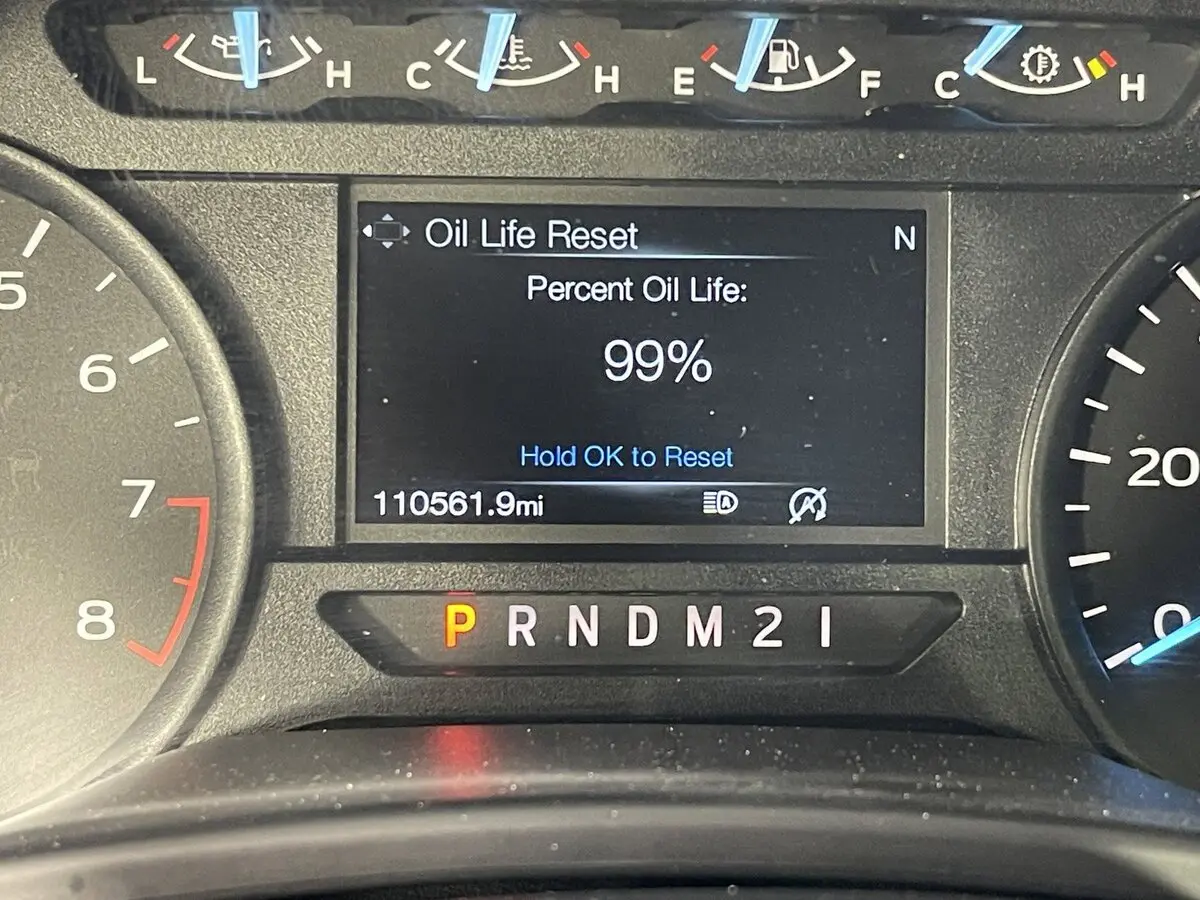 L H C H E F C H
Oil Life Reset N
Percent Oil Life:
99%
Hold OK to Reset
110561.9mi
P R N D M 2 1
5
6
7
8
20
0